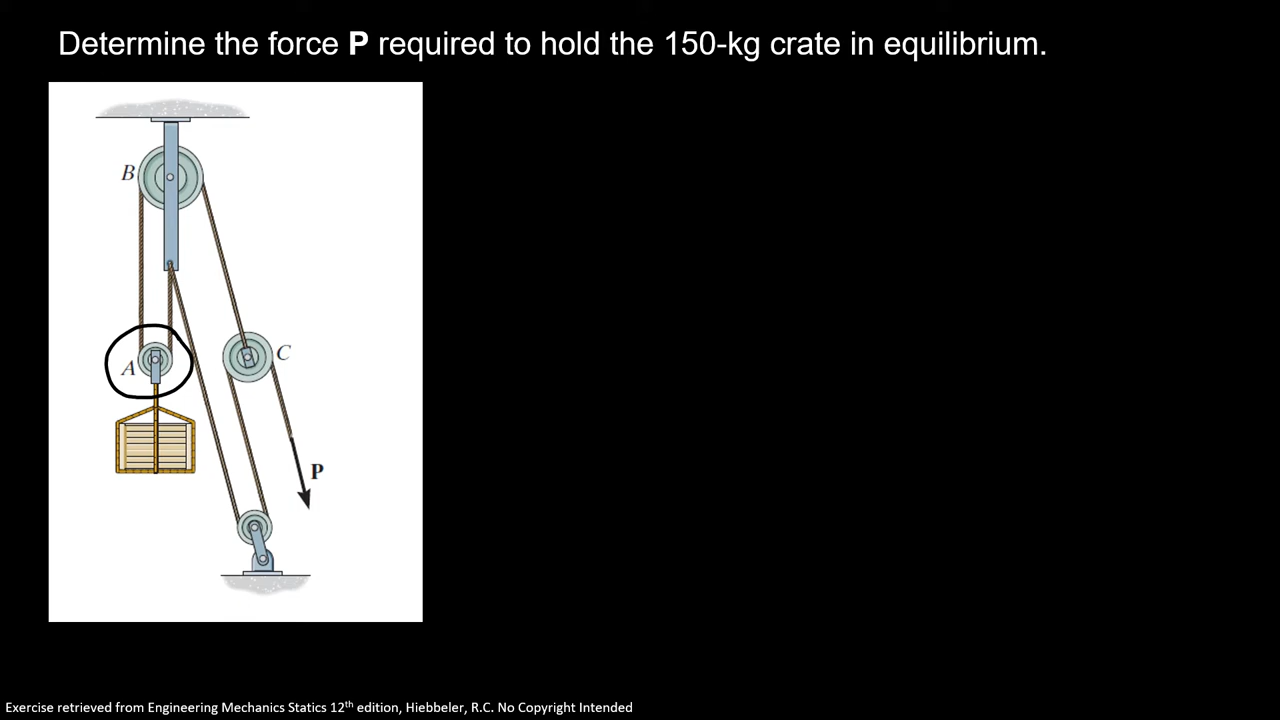 Determine the force P required to hold the 150-kg crate in equilibrium.
B
A
C
P
Exercise retrieved from Engineering Mechanics Statics 12th edition, Hiebbeler, R.C. No Copyright Intended